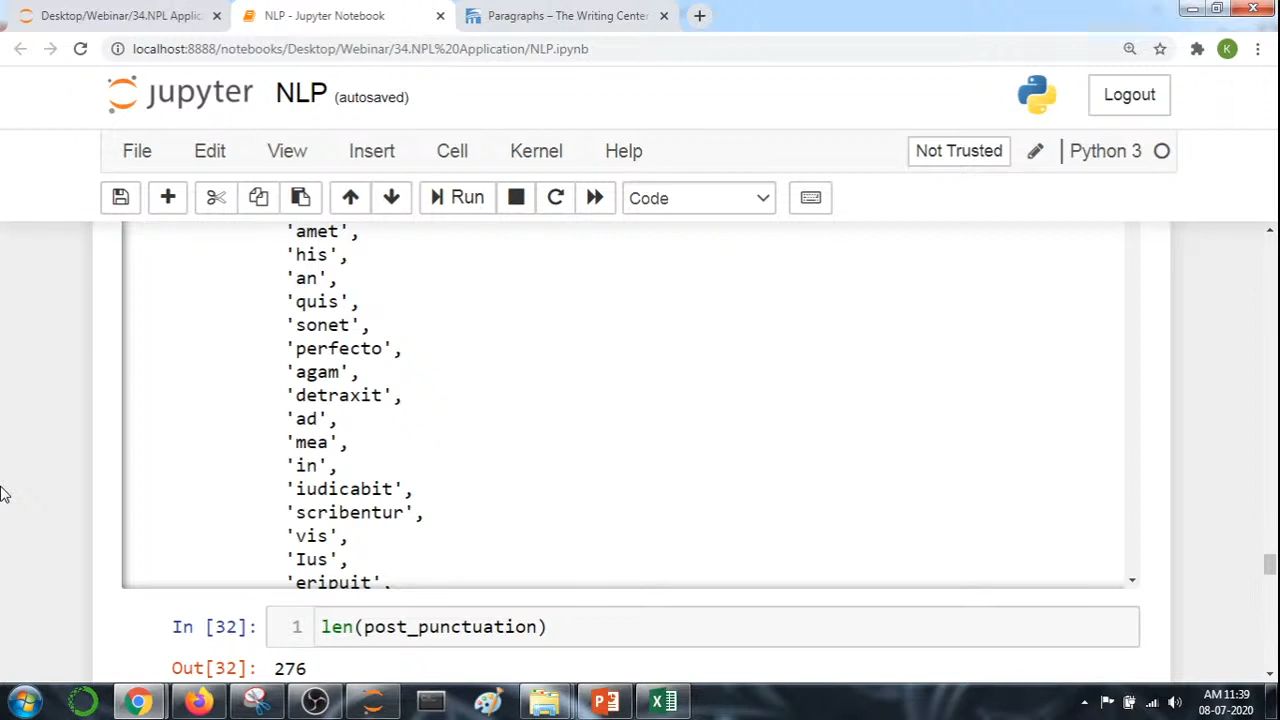 Desktop/Webinar/34.NPL Applic
NLP - Jupyter Notebook
Paragraphs – The Writing Center
localhost:8888/notebooks/Desktop/Webinar/34.NPL%20Application/NLP.ipynb
K
jupyter NLP (autosaved)
Logout
File Edit View Insert Cell Kernel Help
Not Trusted
Python 3
Run
Code
'amet',
'his',
'an',
'quis',
'sonet',
'perfecto',
'agam',
'detraxit',
'ad',
'mea',
'in',
'iudicabit',
'scribentur',
'vis',
'Ius',
'eripuit',
In [32]: 1 len(post_punctuation)
Out[32]: 276
AM 11:39
08-07-2020